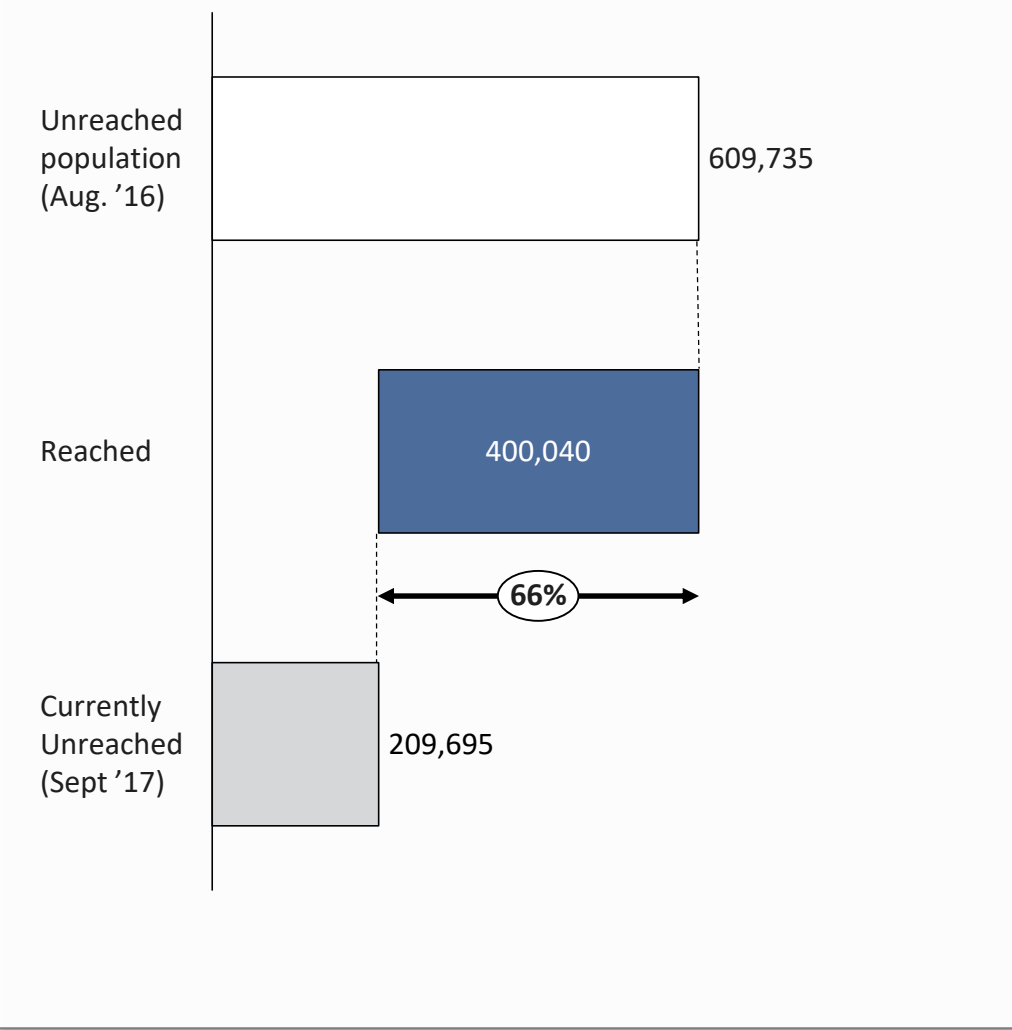 Unreached
population
(Aug. ’16)
609,735
Reached
400,040
66%
Currently
Unreached
(Sept ’17)
209,695